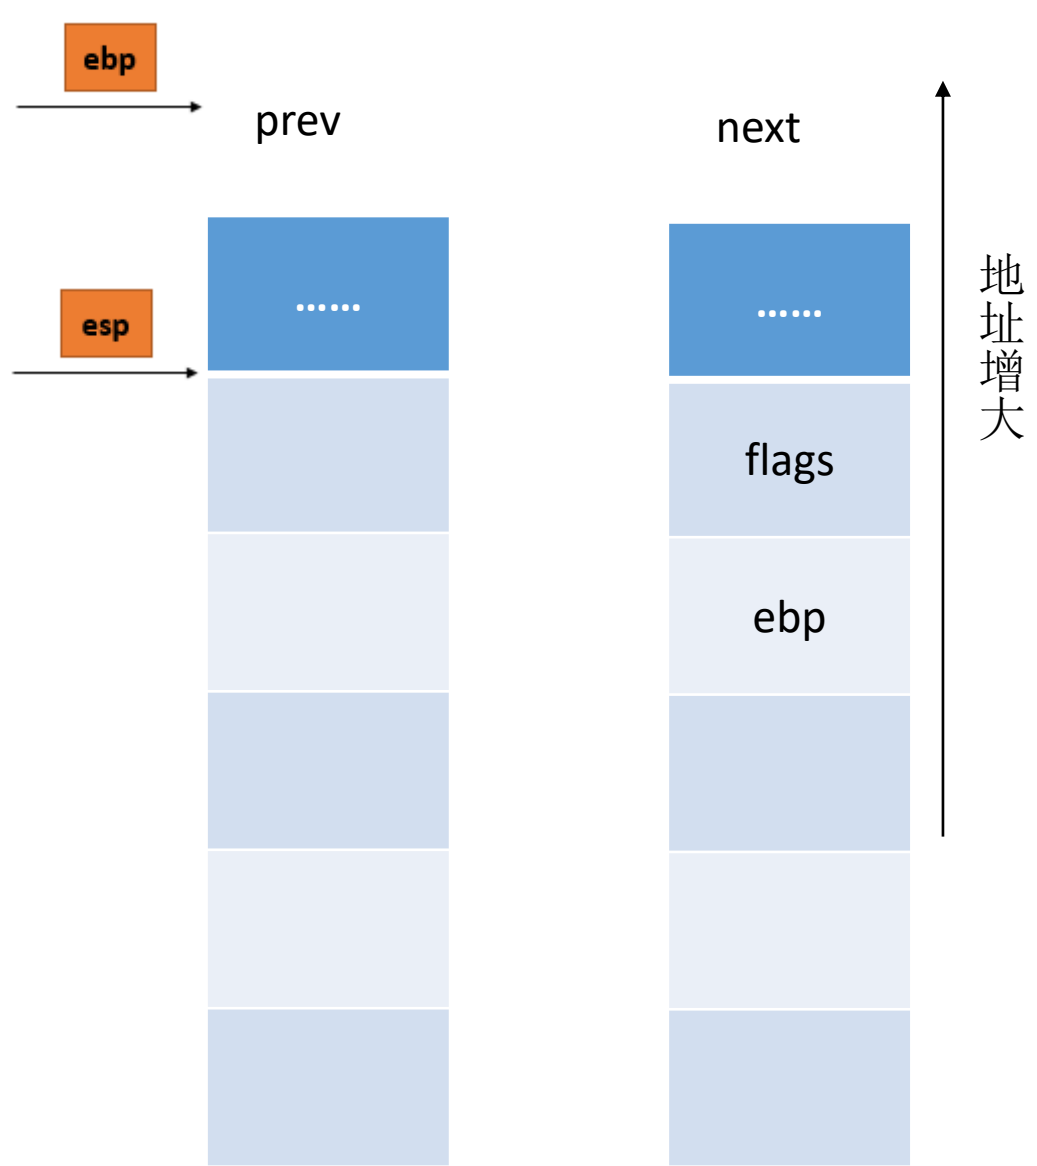 ebp
prev
next
esp
……
……
flags
ebp
地址增大